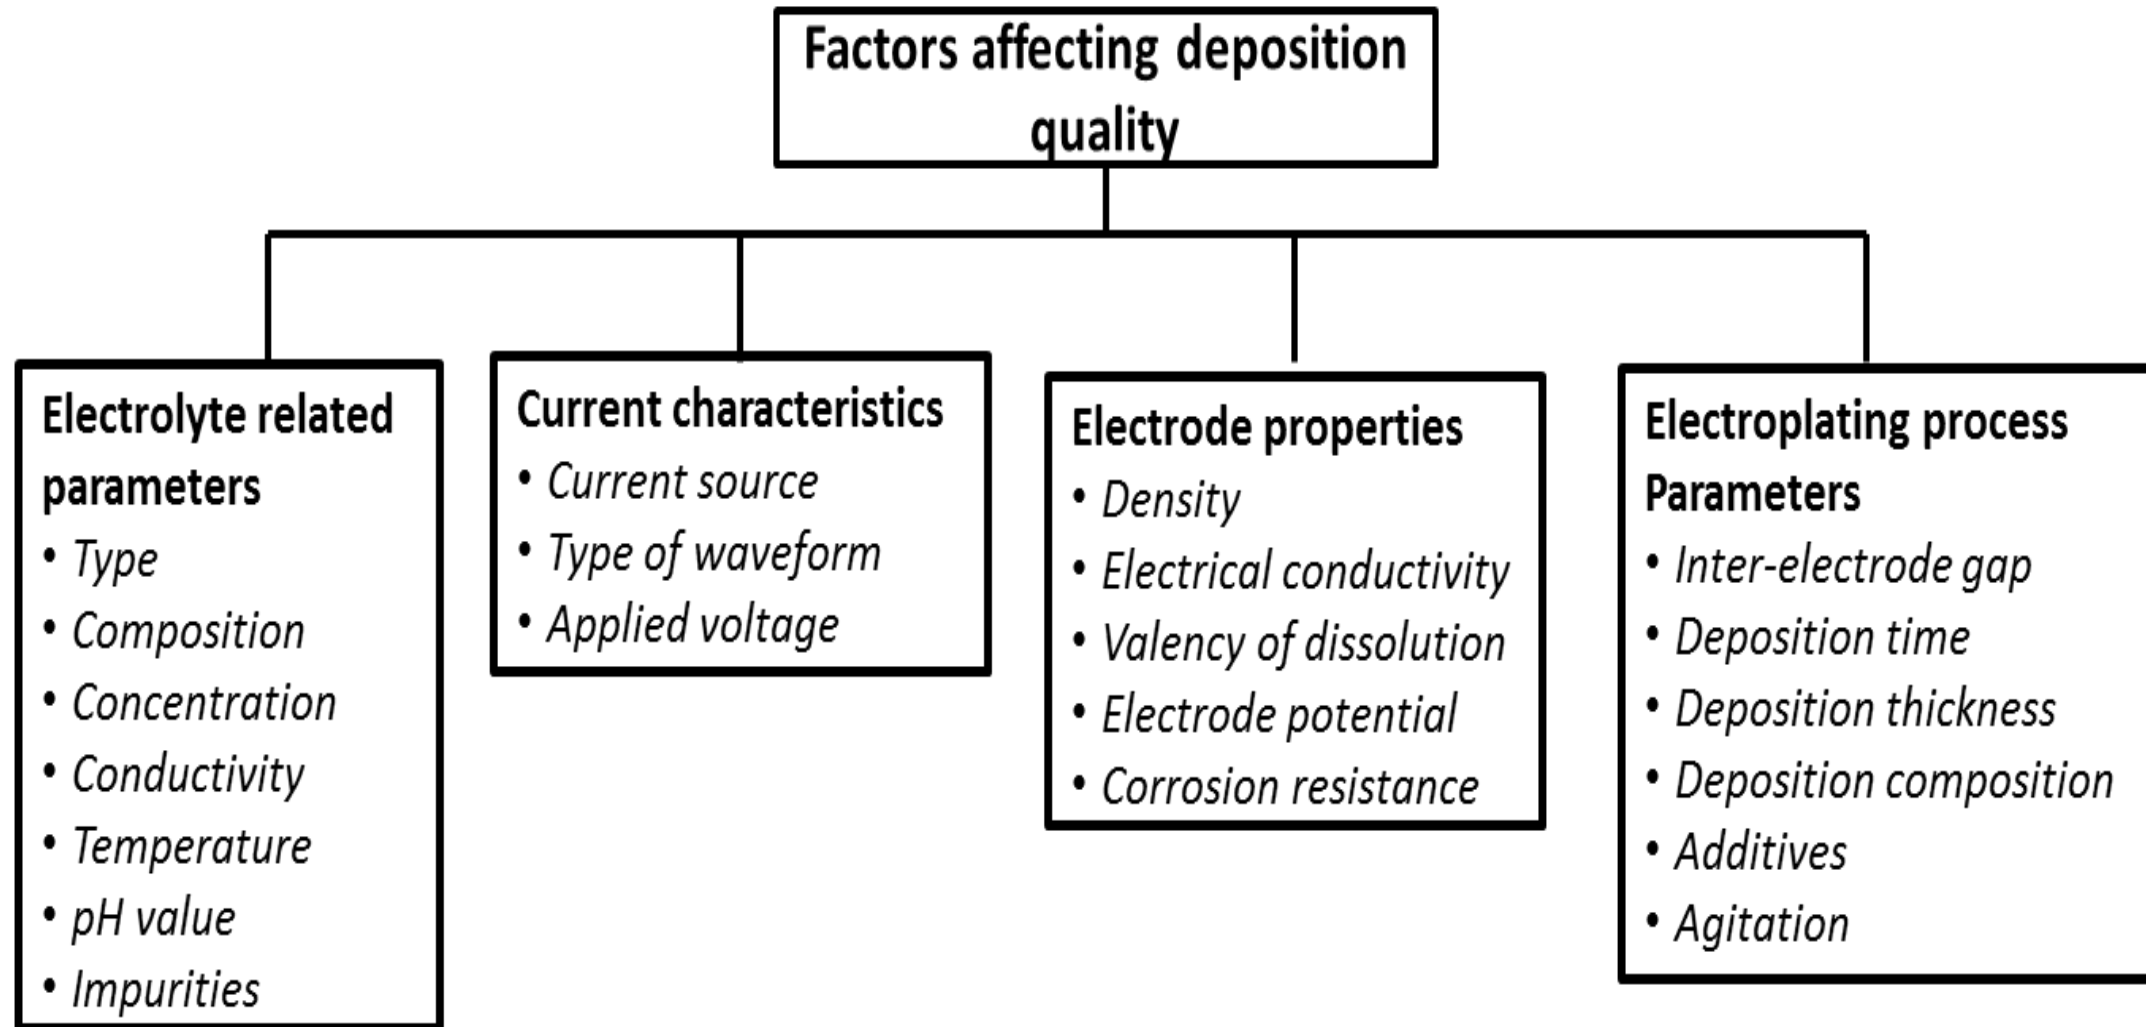 Factors affecting deposition
quality
Electrolyte related
parameters
• Type
• Composition
• Concentration
• Conductivity
• Temperature
• pH value
• Impurities
Current characteristics
• Current source
• Type of waveform
• Applied voltage
Electrode properties
• Density
• Electrical conductivity
• Valency of dissolution
• Electrode potential
• Corrosion resistance
Electroplating process
Parameters
• Inter-electrode gap
• Deposition time
• Deposition thickness
• Deposition composition
• Additives
• Agitation